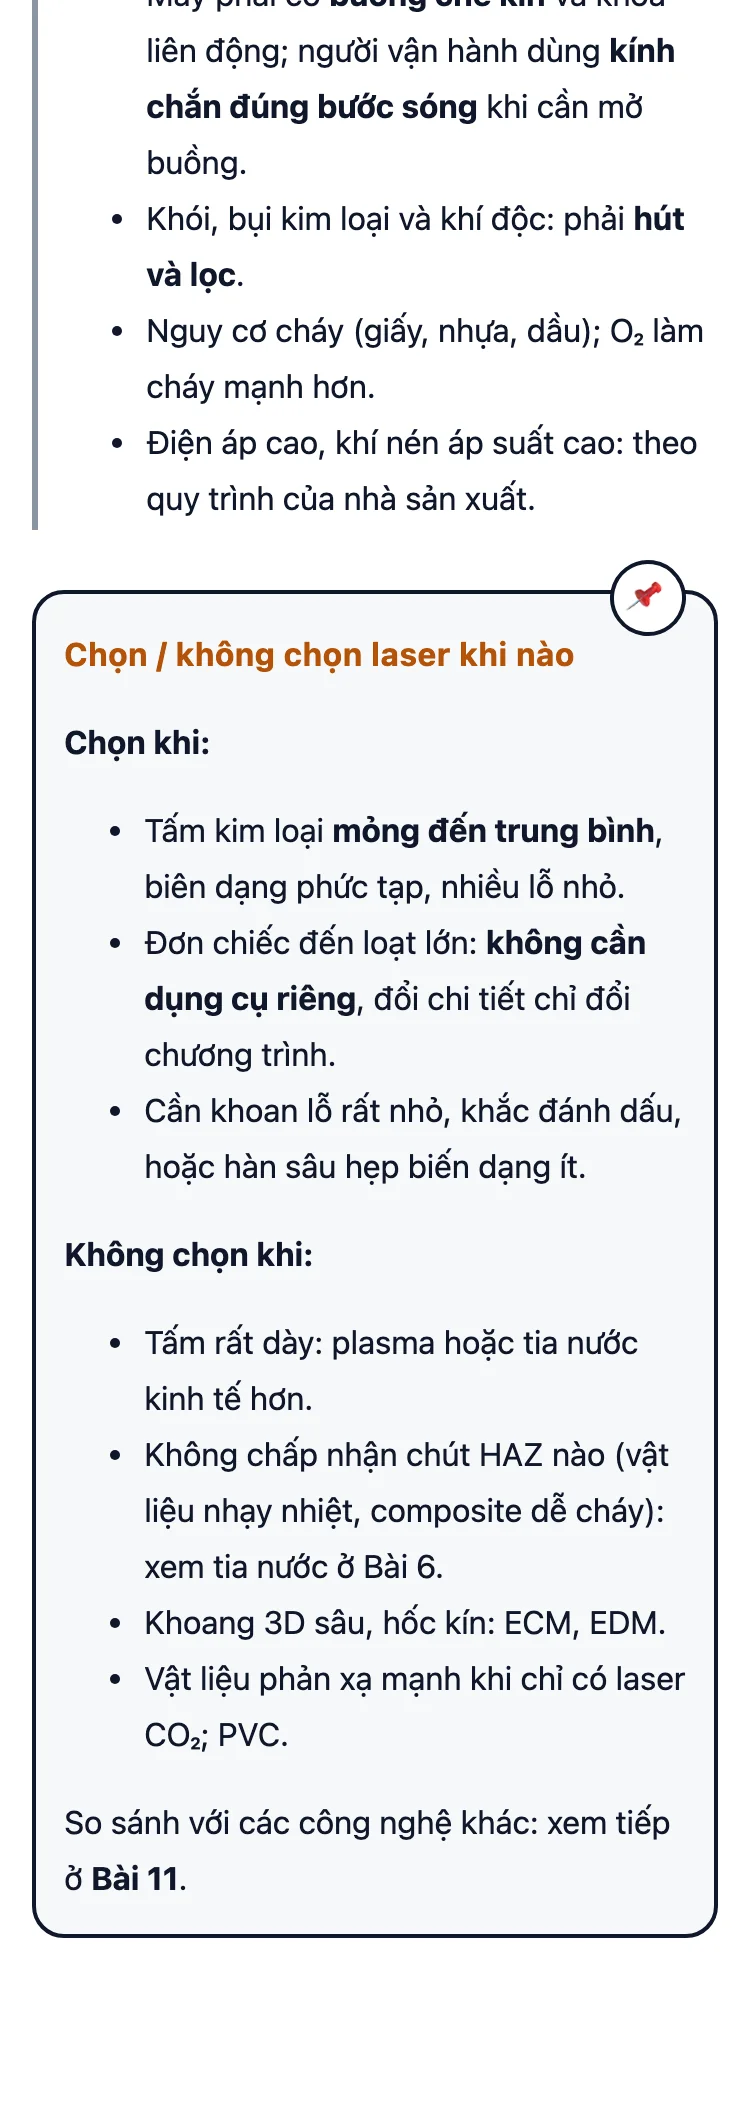 Máy phải có buồng che kín và khóa
liên động; người vận hành dùng kính
chắn đúng bước sóng khi cần mở
buồng.
• Khói, bụi kim loại và khí độc: phải hút
và lọc.
• Nguy cơ cháy (giấy, nhựa, dầu); O₂ làm
cháy mạnh hơn.
• Điện áp cao, khí nén áp suất cao: theo
quy trình của nhà sản xuất.
Chọn / không chọn laser khi nào
Chọn khi:
• Tấm kim loại mỏng đến trung bình,
biên dạng phức tạp, nhiều lỗ nhỏ.
• Đơn chiếc đến loạt lớn: không cần
dụng cụ riêng, đổi chi tiết chỉ đổi
chương trình.
• Cần khoan lỗ rất nhỏ, khắc đánh dấu,
hoặc hàn sâu hẹp biến dạng ít.
Không chọn khi:
• Tấm rất dày: plasma hoặc tia nước
kinh tế hơn.
• Không chấp nhận chút HAZ nào (vật
liệu nhạy nhiệt, composite dễ cháy):
xem tia nước ở Bài 6.
• Khoang 3D sâu, hốc kín: ECM, EDM.
• Vật liệu phản xạ mạnh khi chỉ có laser
CO₂; PVC.
So sánh với các công nghệ khác: xem tiếp
ở Bài 11.